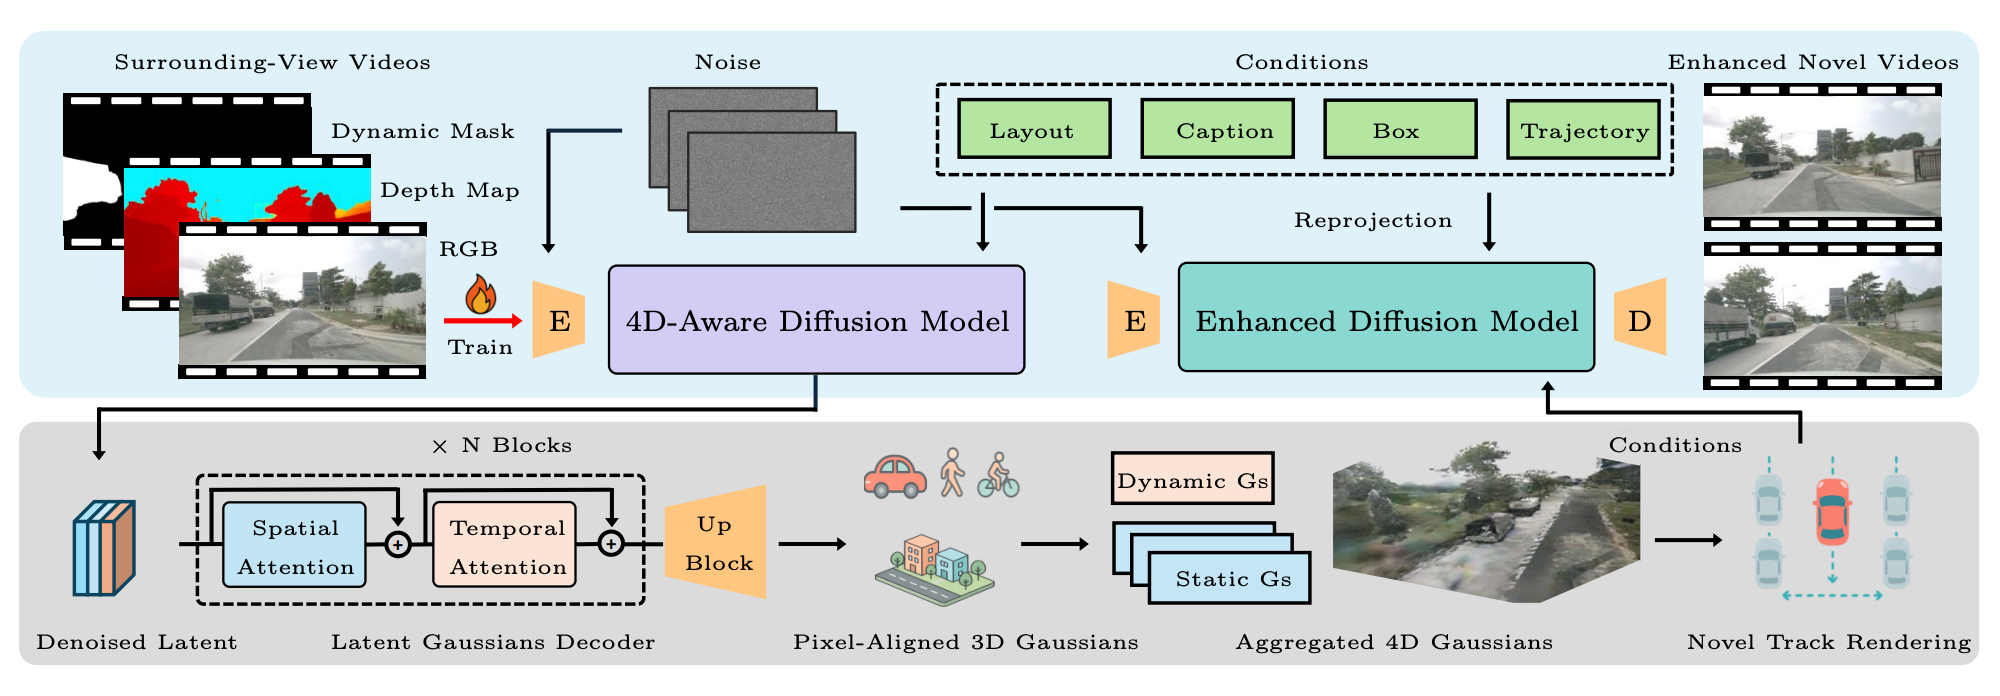 Surrounding-View Videos
Noise
Conditions
Enhanced Novel Videos
Dynamic Mask
Layout
Caption
Box
Trajectory
Depth Map
Reprojection
RGB
E
4D-Aware Diffusion Model
E
Enhanced Diffusion Model
D
Train
× N Blocks
Conditions
Spatial
Attention
+
Temporal
Attention
+
Up
Block
Dynamic Gs
Static Gs
Denoised Latent
Latent Gaussians Decoder
Pixel-Aligned 3D Gaussians
Aggregated 4D Gaussians
Novel Track Rendering